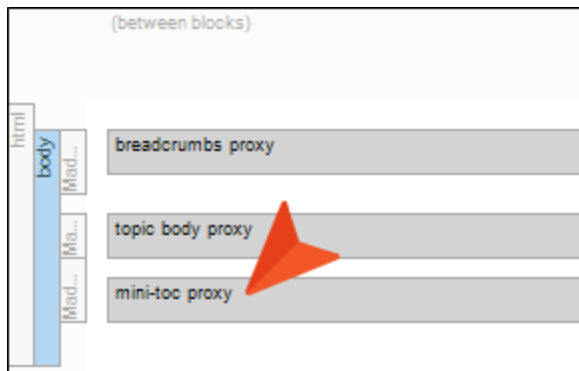 (between blocks)
html
body
Mad...
breadcrumbs proxy
Ma...
topic body proxy
Mad...
mini-toc proxy